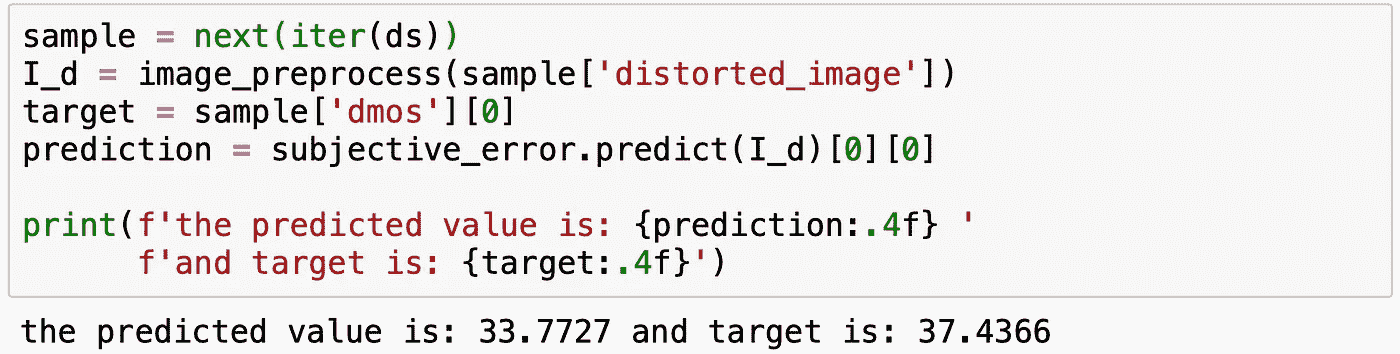 sample = next(iter(ds))
I_d = image_preprocess(sample['distorted_image'])
target = sample['dmos'][0]
prediction = subjective_error.predict(I_d)[0][0]
print(f'the predicted value is: {prediction:.4f} '
      f'and target is: {target:.4f}')
the predicted value is: 33.7727 and target is: 37.4366